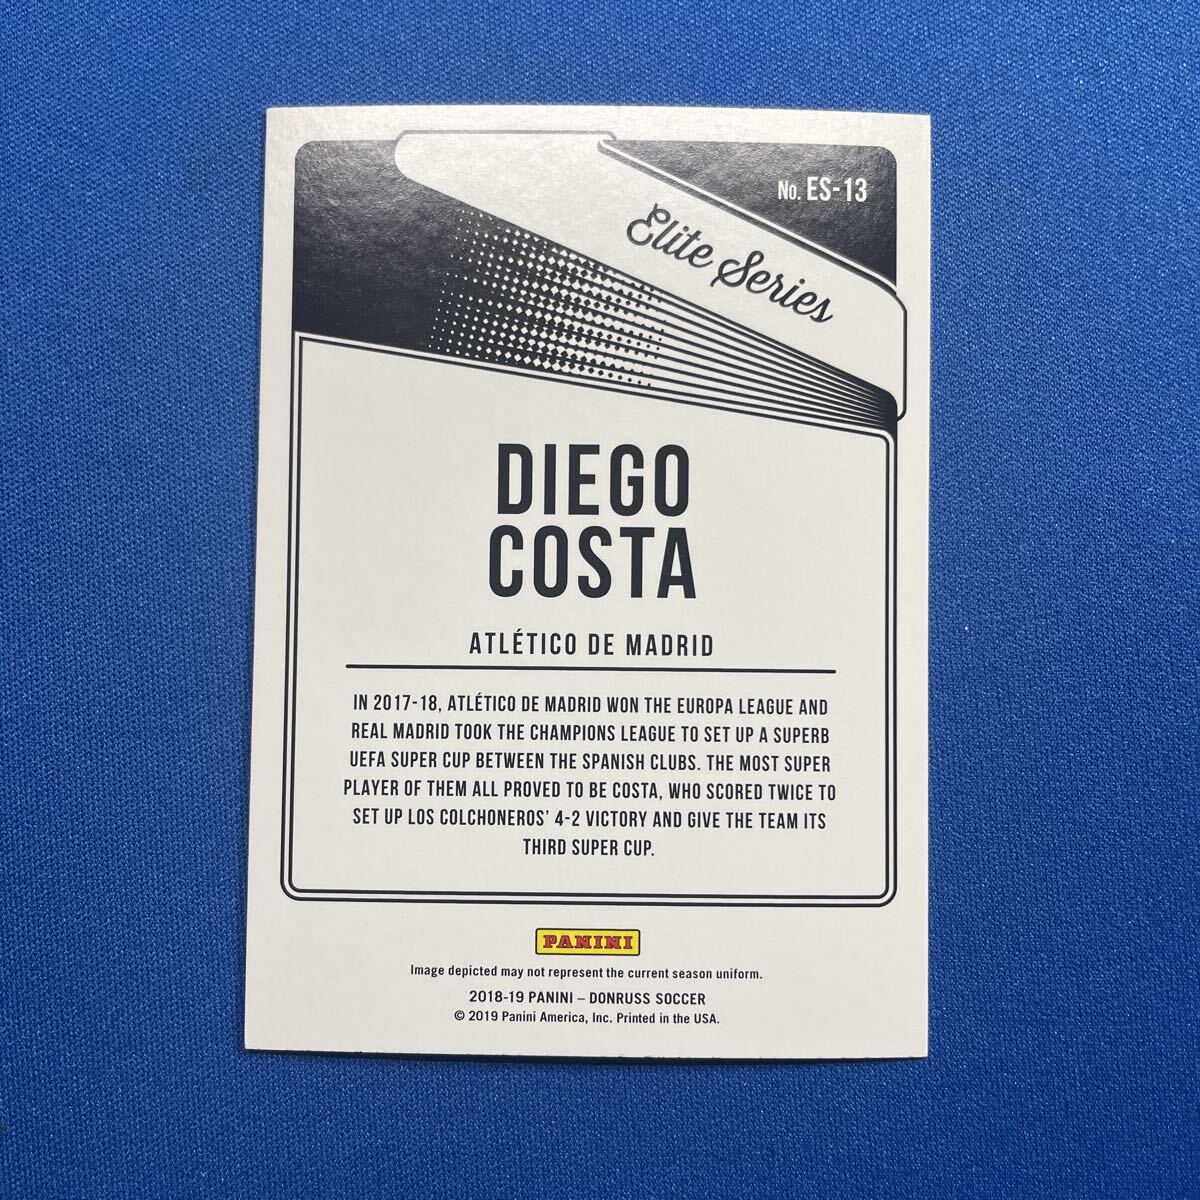 No. ES-13
Elite Series
DIEGO
COSTA
ATLÉTICO DE MADRID
IN 2017-18, ATLÉTICO DE MADRID WON THE EUROPA LEAGUE AND
REAL MADRID TOOK THE CHAMPIONS LEAGUE TO SET UP A SUPERB
UEFA SUPER CUP BETWEEN THE SPANISH CLUBS. THE MOST SUPER
PLAYER OF THEM ALL PROVED TO BE COSTA, WHO SCORED TWICE TO
SET UP LOS COLCHONEROS' 4-2 VICTORY AND GIVE THE TEAM ITS
THIRD SUPER CUP.
PANINI
Image depicted may not represent the current season uniform.
2018-19 PANINI – DONRUSS SOCCER
© 2019 Panini America, Inc. Printed in the USA.